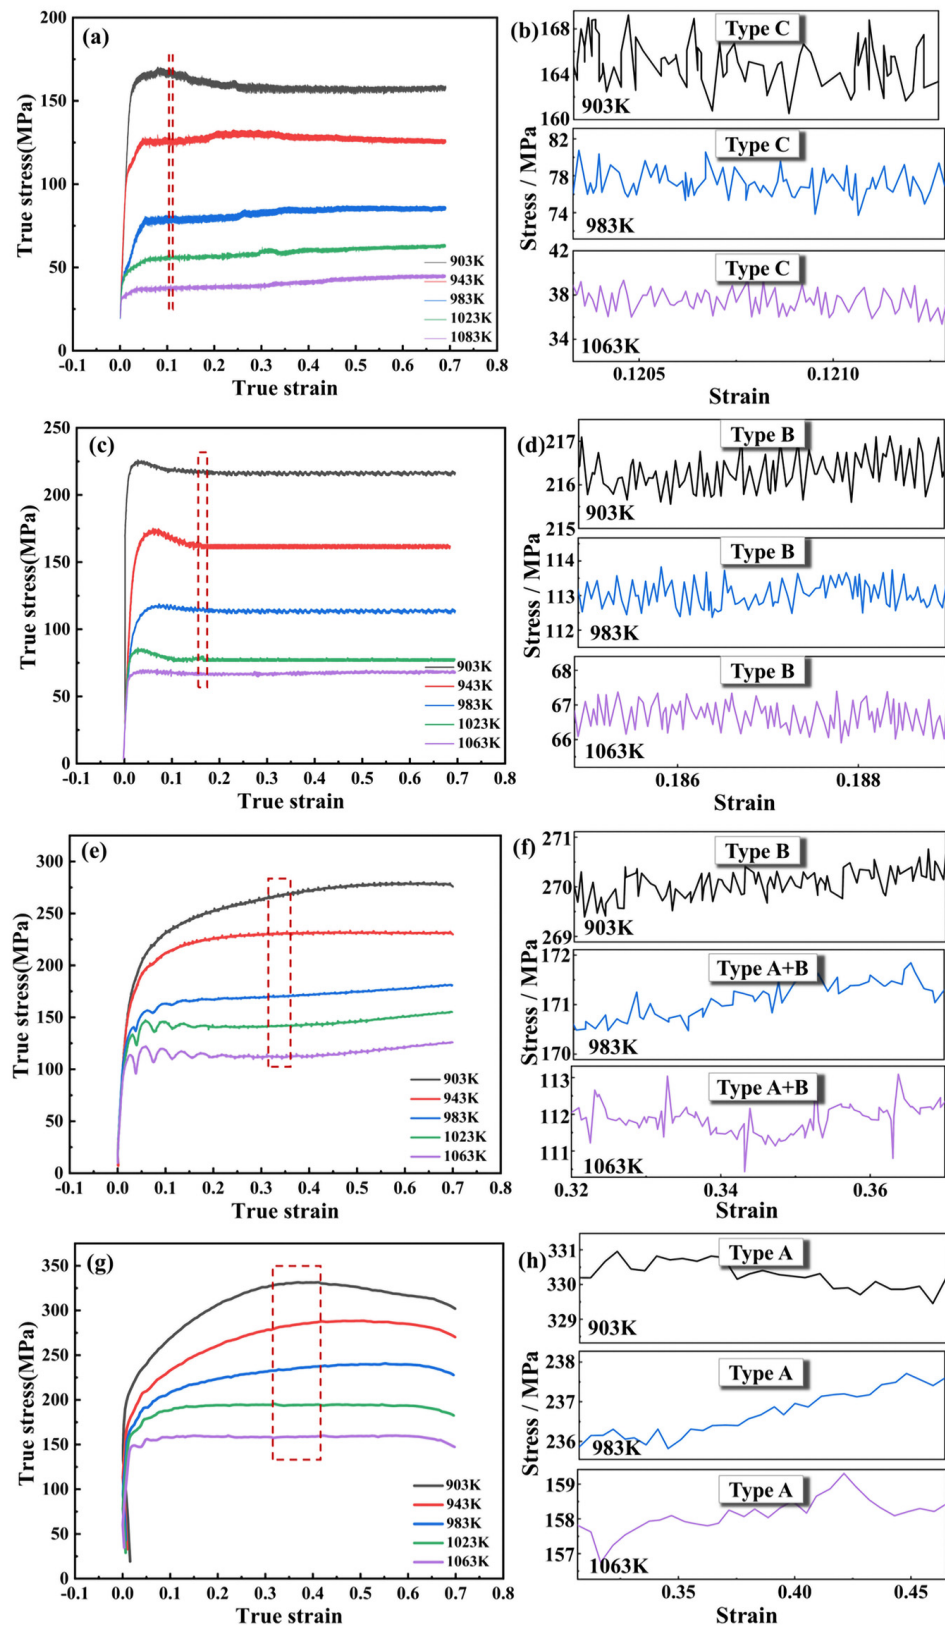 (a)
True stress(MPa)
200
150
100
50
0
903K
943K
983K
1023K
1083K
-0.1 0.0 0.1 0.2 0.3 0.4 0.5 0.6 0.7 0.8
True strain
(b)
Stress / MPa
168
164
160
Type C
903K
82
78
74
Type C
983K
42
38
34
Type C
1063K
0.1205 0.1210
Strain
(c)
True stress(MPa)
250
200
150
100
50
0
903K
943K
983K
1023K
1063K
-0.1 0.0 0.1 0.2 0.3 0.4 0.5 0.6 0.7 0.8
True strain
(d)
Stress / MPa
217
216
215
Type B
903K
114
113
112
Type B
983K
68
67
66
Type B
1063K
0.186 0.188
Strain
(e)
True stress(MPa)
300
250
200
150
100
50
0
903K
943K
983K
1023K
1063K
-0.1 0.0 0.1 0.2 0.3 0.4 0.5 0.6 0.7 0.8
True strain
(f)
Stress / MPa
271
270
269
Type B
903K
172
171
170
Type A+B
983K
113
112
111
Type A+B
1063K
0.32 0.34 0.36
Strain
(g)
True stress(MPa)
350
300
250
200
150
100
50
0
903K
943K
983K
1023K
1063K
-0.1 0.0 0.1 0.2 0.3 0.4 0.5 0.6 0.7 0.8
True strain
(h)
Stress / MPa
331
330
329
Type A
903K
238
237
236
Type A
983K
159
158
157
Type A
1063K
0.35 0.40 0.45
Strain